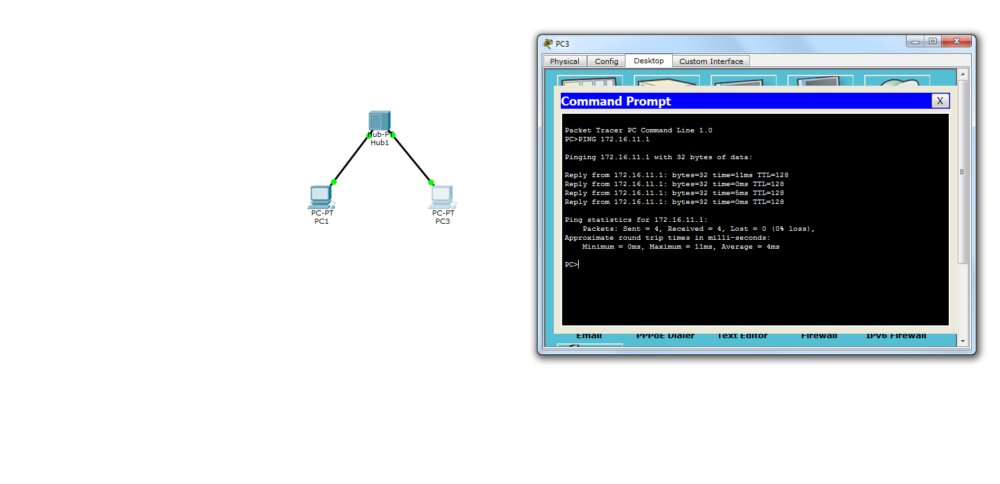 Hub-PT
Hub1
PC-PT
PC1
PC-PT
PC3
PC3
Physical
Config
Desktop
Custom Interface
Command Prompt
X
Packet Tracer PC Command Line 1.0
PC>PING 172.16.11.1
Pinging 172.16.11.1 with 32 bytes of data:
Reply from 172.16.11.1: bytes=32 time=11ms TTL=128
Reply from 172.16.11.1: bytes=32 time=0ms TTL=128
Reply from 172.16.11.1: bytes=32 time=5ms TTL=128
Reply from 172.16.11.1: bytes=32 time=0ms TTL=128
Ping statistics for 172.16.11.1:
Packets: Sent = 4, Received = 4, Lost = 0 (0% loss),
Approximate round trip times in milli-seconds:
Minimum = 0ms, Maximum = 11ms, Average = 4ms
PC>
Email
PPPoE Dialer
Text Editor
Firewall
IPv6 Firewall